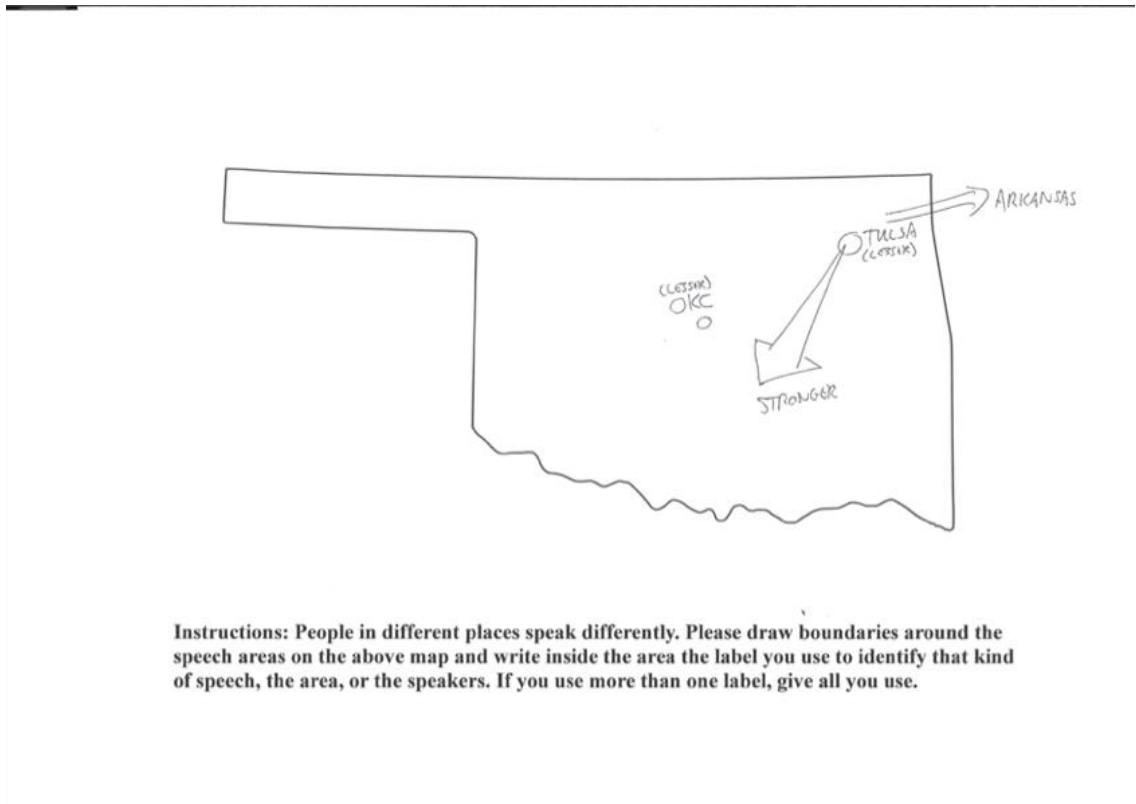 ARKANSAS
TULSA
(LESSER)
(LESSER)
OKC
STRONGER
Instructions: People in different places speak differently. Please draw boundaries around the
speech areas on the above map and write inside the area the label you use to identify that kind
of speech, the area, or the speakers. If you use more than one label, give all you use.